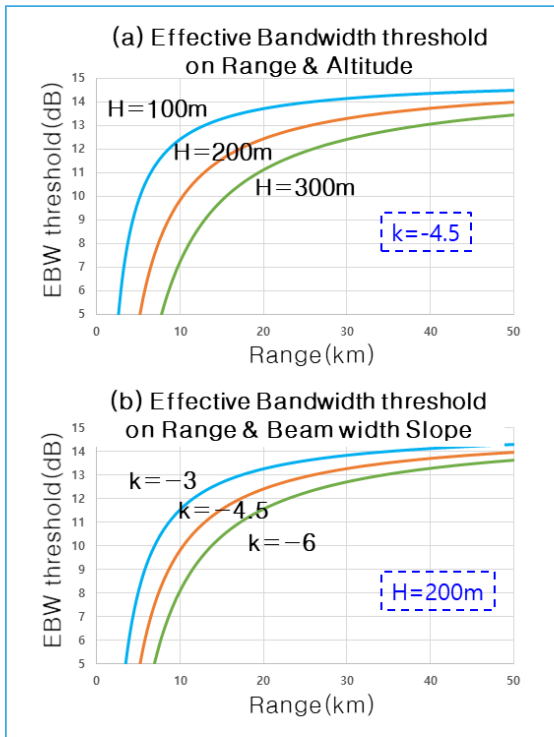 (a) Effective Bandwidth threshold
on Range & Altitude
EBW threshold(dB)
15
14
13
12
11
10
9
8
7
6
5
H=100m
H=200m
H=300m
k=-4.5
0
10
20
30
40
50
Range(km)
(b) Effective Bandwidth threshold
on Range & Beam width Slope
EBW threshold(dB)
15
14
13
12
11
10
9
8
7
6
5
k=-3
k=-4.5
k=-6
H=200m
0
10
20
30
40
50
Range(km)